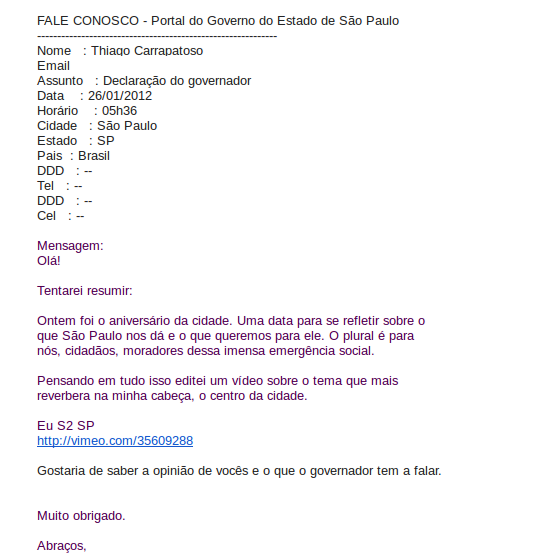 FALE CONOSCO - Portal do Governo do Estado de São Paulo
------------------------------------------------------------
Nome : Thiago Carrapatoso
Email
Assunto : Declaração do governador
Data : 26/01/2012
Horário : 05h36
Cidade : São Paulo
Estado : SP
Pais : Brasil
DDD : --
Tel : --
DDD : --
Cel : --
Mensagem:
Olá!
Tentarei resumir:
Ontem foi o aniversário da cidade. Uma data para se refletir sobre o
que São Paulo nos dá e o que queremos para ele. O plural é para
nós, cidadãos, moradores dessa imensa emergência social.
Pensando em tudo isso editei um vídeo sobre o tema que mais
reverbera na minha cabeça, o centro da cidade.
Eu S2 SP
http://vimeo.com/35609288
Gostaria de saber a opinião de vocês e o que o governador tem a falar.
Muito obrigado.
Abraços,